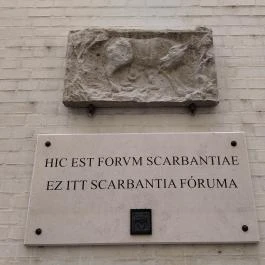 HIC EST FORVM SCARBANTIAE
EZ ITT SCARBANTIA FÓRUMA